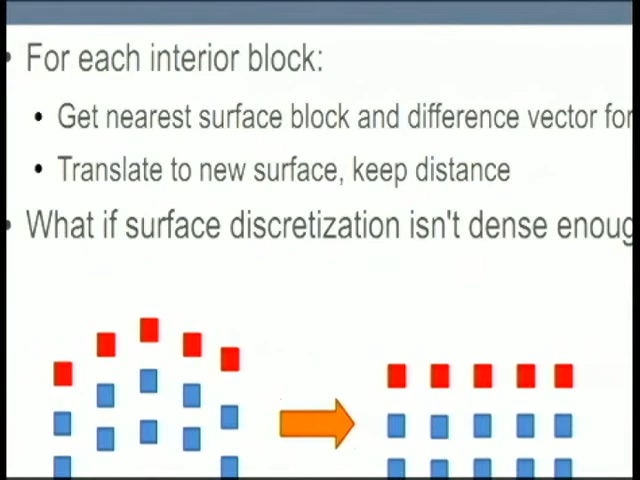 For each interior block:
Get nearest surface block and difference vector for
Translate to new surface, keep distance
What if surface discretization isn't dense